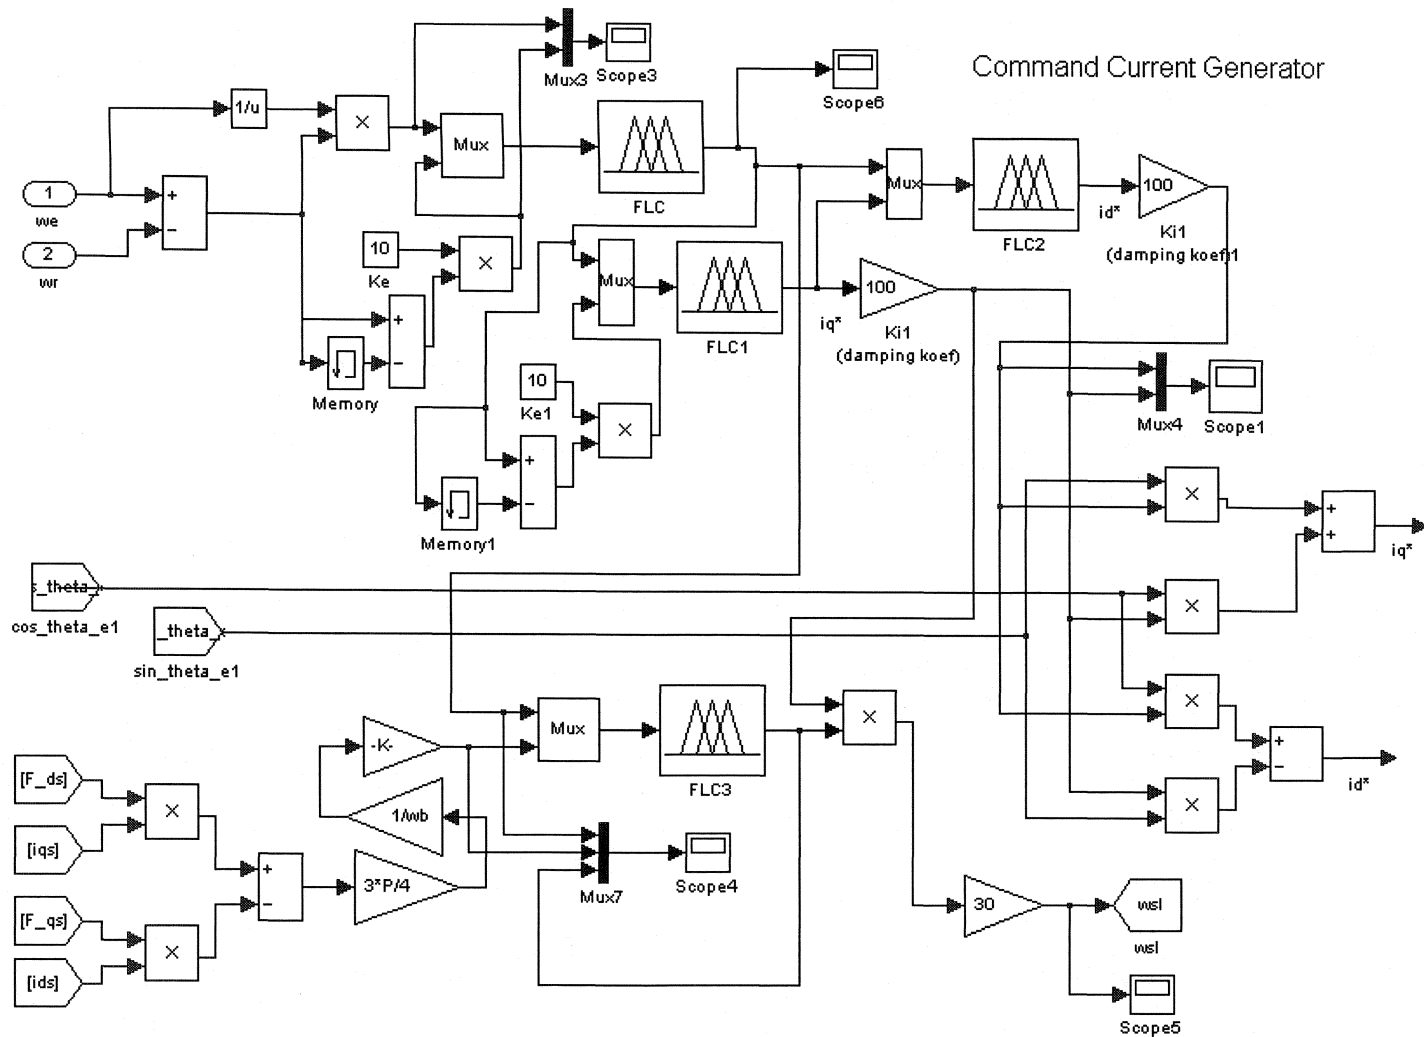 Command Current Generator
Mux3
Scope3
Scope6
1/u
×
Mux
FLC
1
we
+
−
2
wr
10
Ke
×
Mux
FLC1
Mux
FLC2
id*
100
Ki1
(damping koef)1
iq*
100
Ki1
(damping koef)
+
−
Memory
10
Ke1
×
+
−
Memory1
Mux4
Scope1
×
+
+
iq*
s_theta_
cos_theta_e1
_theta_
sin_theta_e1
×
×
+
−
id*
×
-K-
Mux
FLC3
×
1/wb
[F_ds]
[iqs]
×
+
−
3*P/4
Mux7
Scope4
[F_qs]
[ids]
×
30
wsl
wsl
Scope5